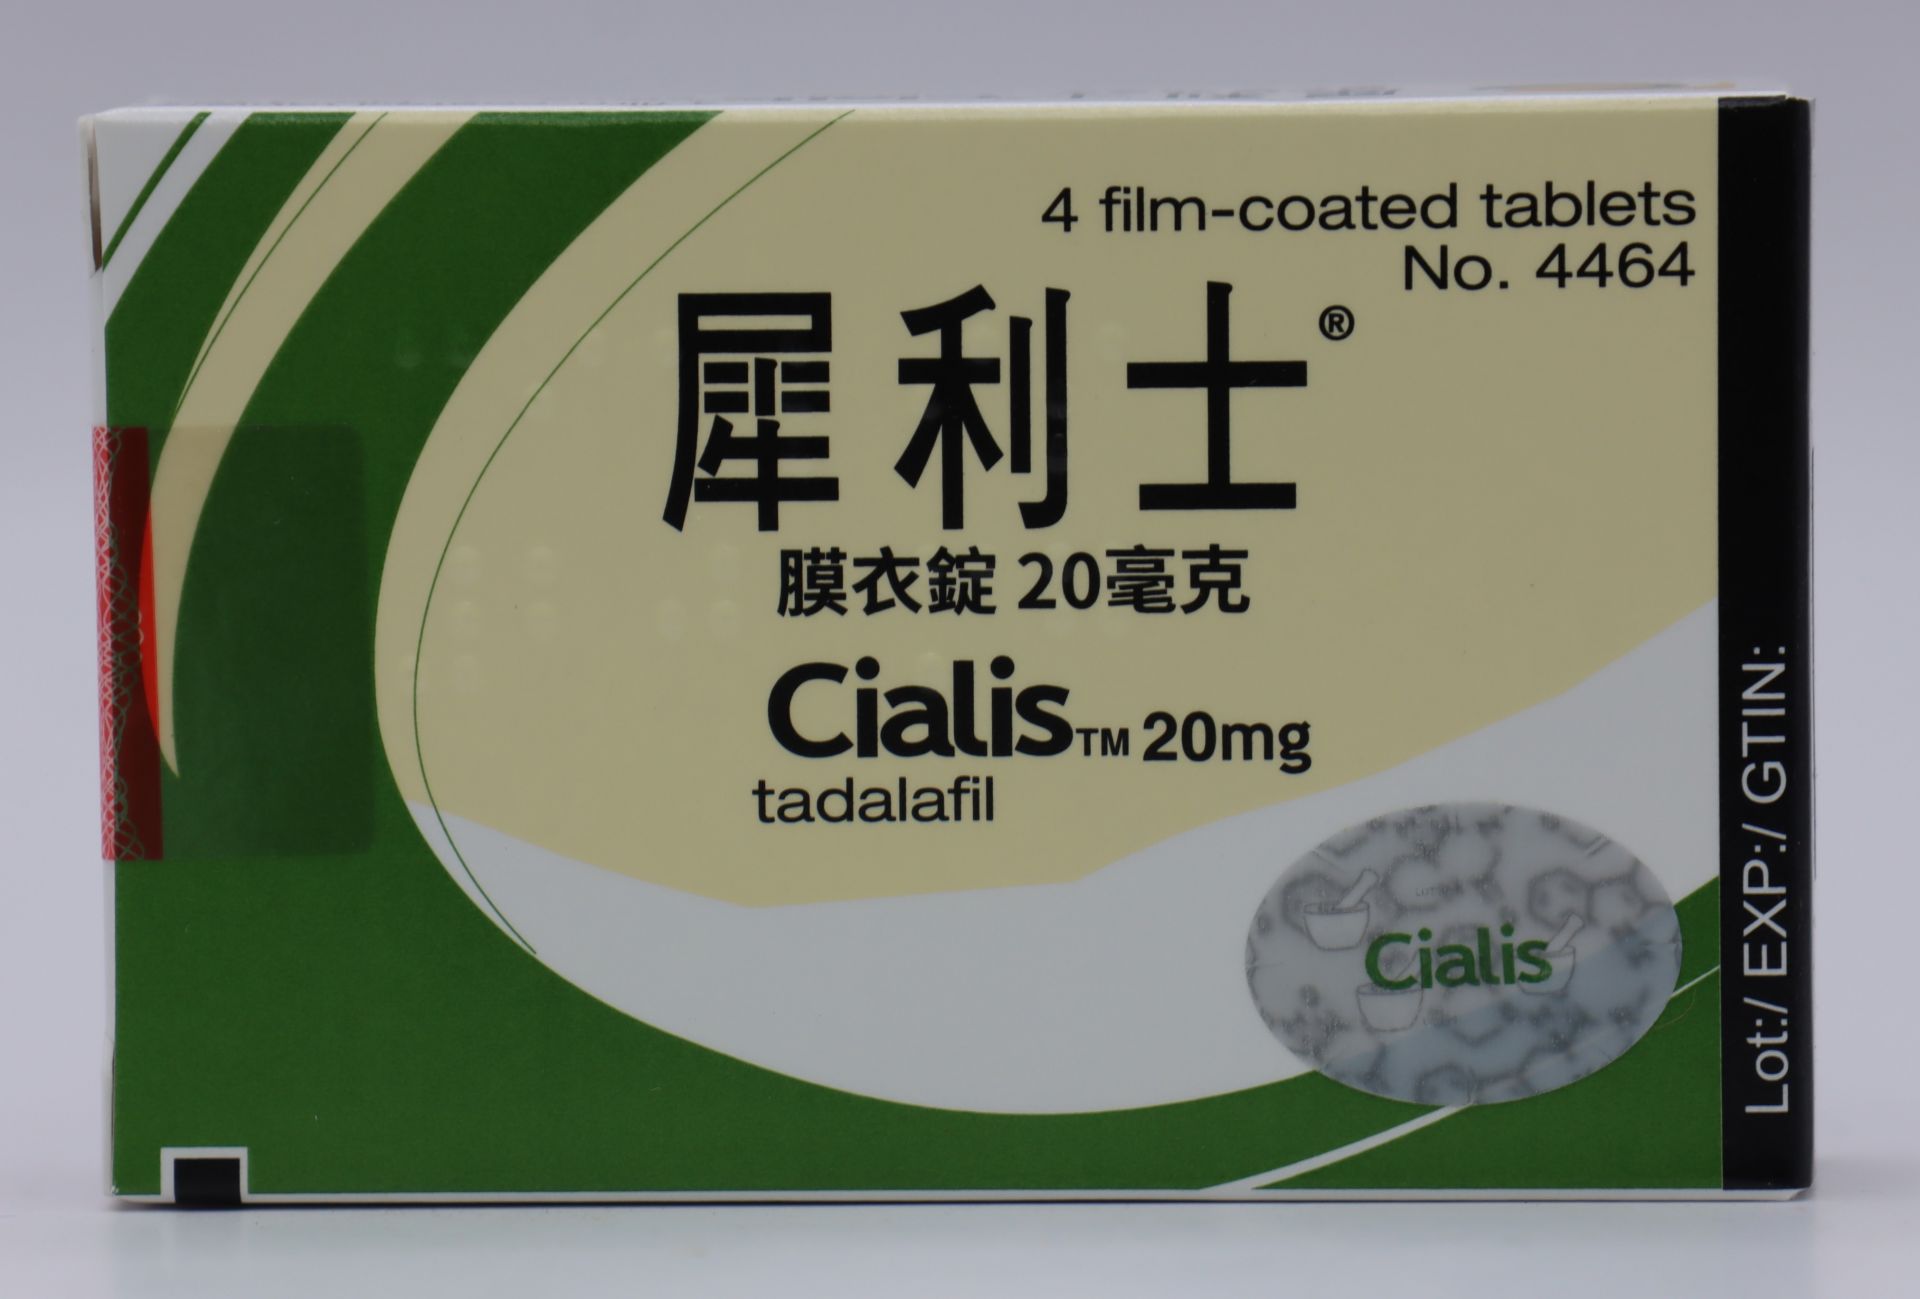 4 film-coated tablets
No. 4464
犀利士®
膜衣錠 20毫克
Cialis™ 20mg
tadalafil
Cialis
Lot:/ EXP:/ GTIN: